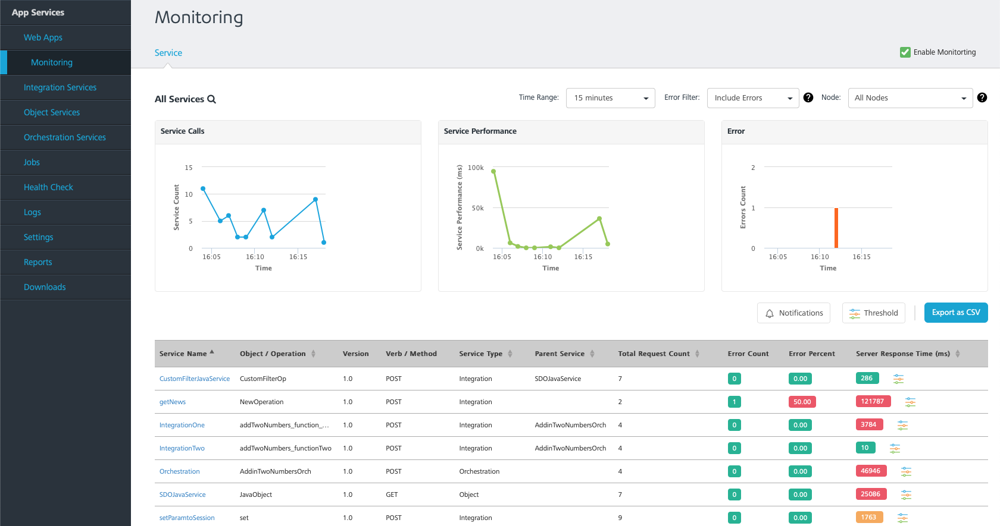 App Services
Web Apps
Monitoring
Integration Services
Object Services
Orchestration Services
Jobs
Health Check
Logs
Settings
Reports
Downloads
Monitoring
Service
Enable Monitorting
All Services
Time Range: 15 minutes Error Filter: Include Errors ? Node: All Nodes ?
Service Calls
15
10
5
0
Service Count
16:05 16:10 16:15
Time
Service Performance
100k
50k
0k
Service Performance (ms)
16:05 16:10 16:15
Time
Error
2
1
0
Errors Count
16:05 16:10 16:15
Time
Notifications Threshold Export as CSV
Service Name Object / Operation Version Verb / Method Service Type Parent Service Total Request Count Error Count Error Percent Server Response Time (ms)
CustomFilterJavaService CustomFilterOp 1.0 POST Integration SDOJavaService 7 0 0.00 286
getNews NewOperation 1.0 POST Integration 2 1 50.00 121787
IntegrationOne addTwoNumbers_function_... 1.0 POST Integration AddinTwoNumbersOrch 4 0 0.00 3784
IntegrationTwo addTwoNumbers_functionTwo 1.0 POST Integration AddinTwoNumbersOrch 4 0 0.00 10
Orchestration AddinTwoNumbersOrch 1.0 POST Orchestration 4 0 0.00 46946
SDOJavaService JavaObject 1.0 GET Object 7 0 0.00 25086
setParamtoSession set 1.0 POST Integration 9 0 0.00 1763